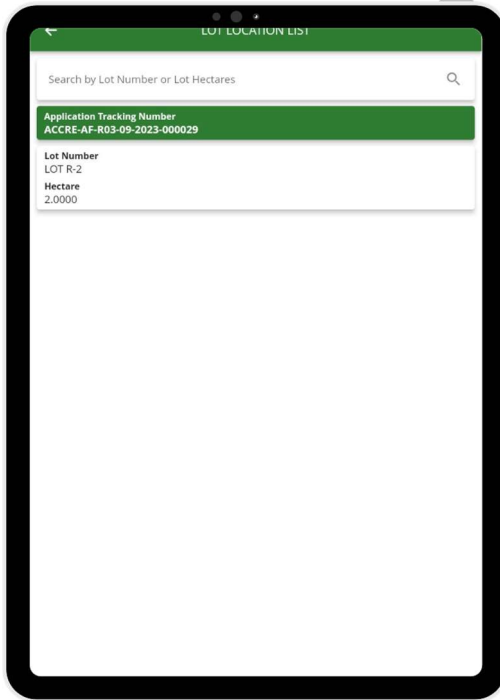 LOT LOCATION LIST
Search by Lot Number or Lot Hectares
Application Tracking Number
ACCRE-AF-R03-09-2023-000029
Lot Number
LOT R-2
Hectare
2.0000